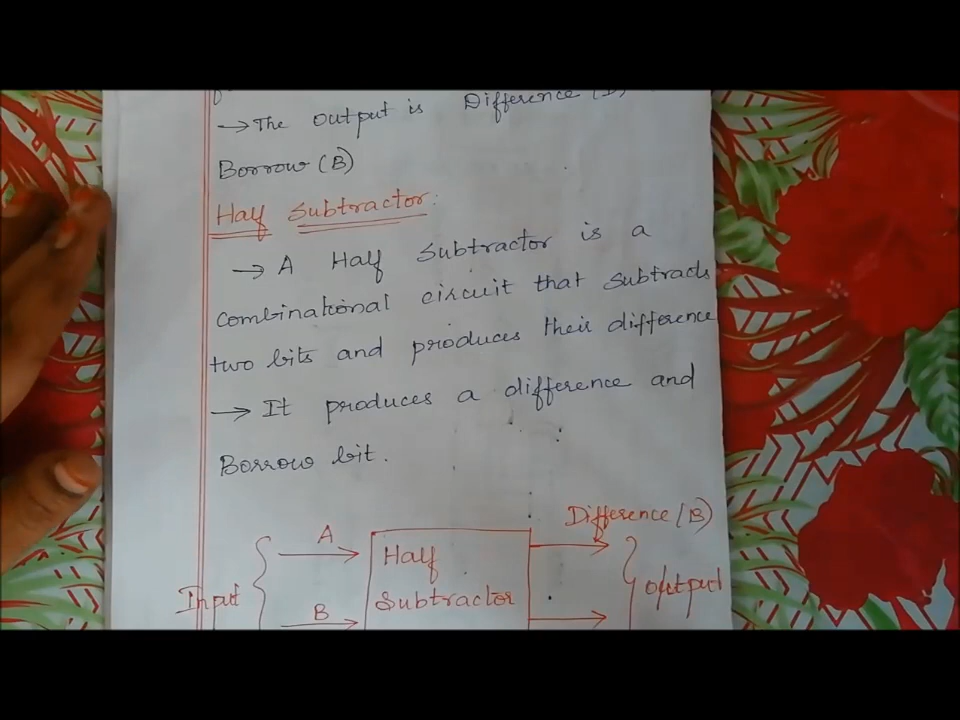 → The output is Difference
Borrow (B)
Half Subtractor:
→ A Half Subtractor is a
combinational circuit that subtracts
two bits and produces their difference
→ It produces a difference and
Borrow bit.
Difference (B)
A
Half
Input
Subtractor
output
B